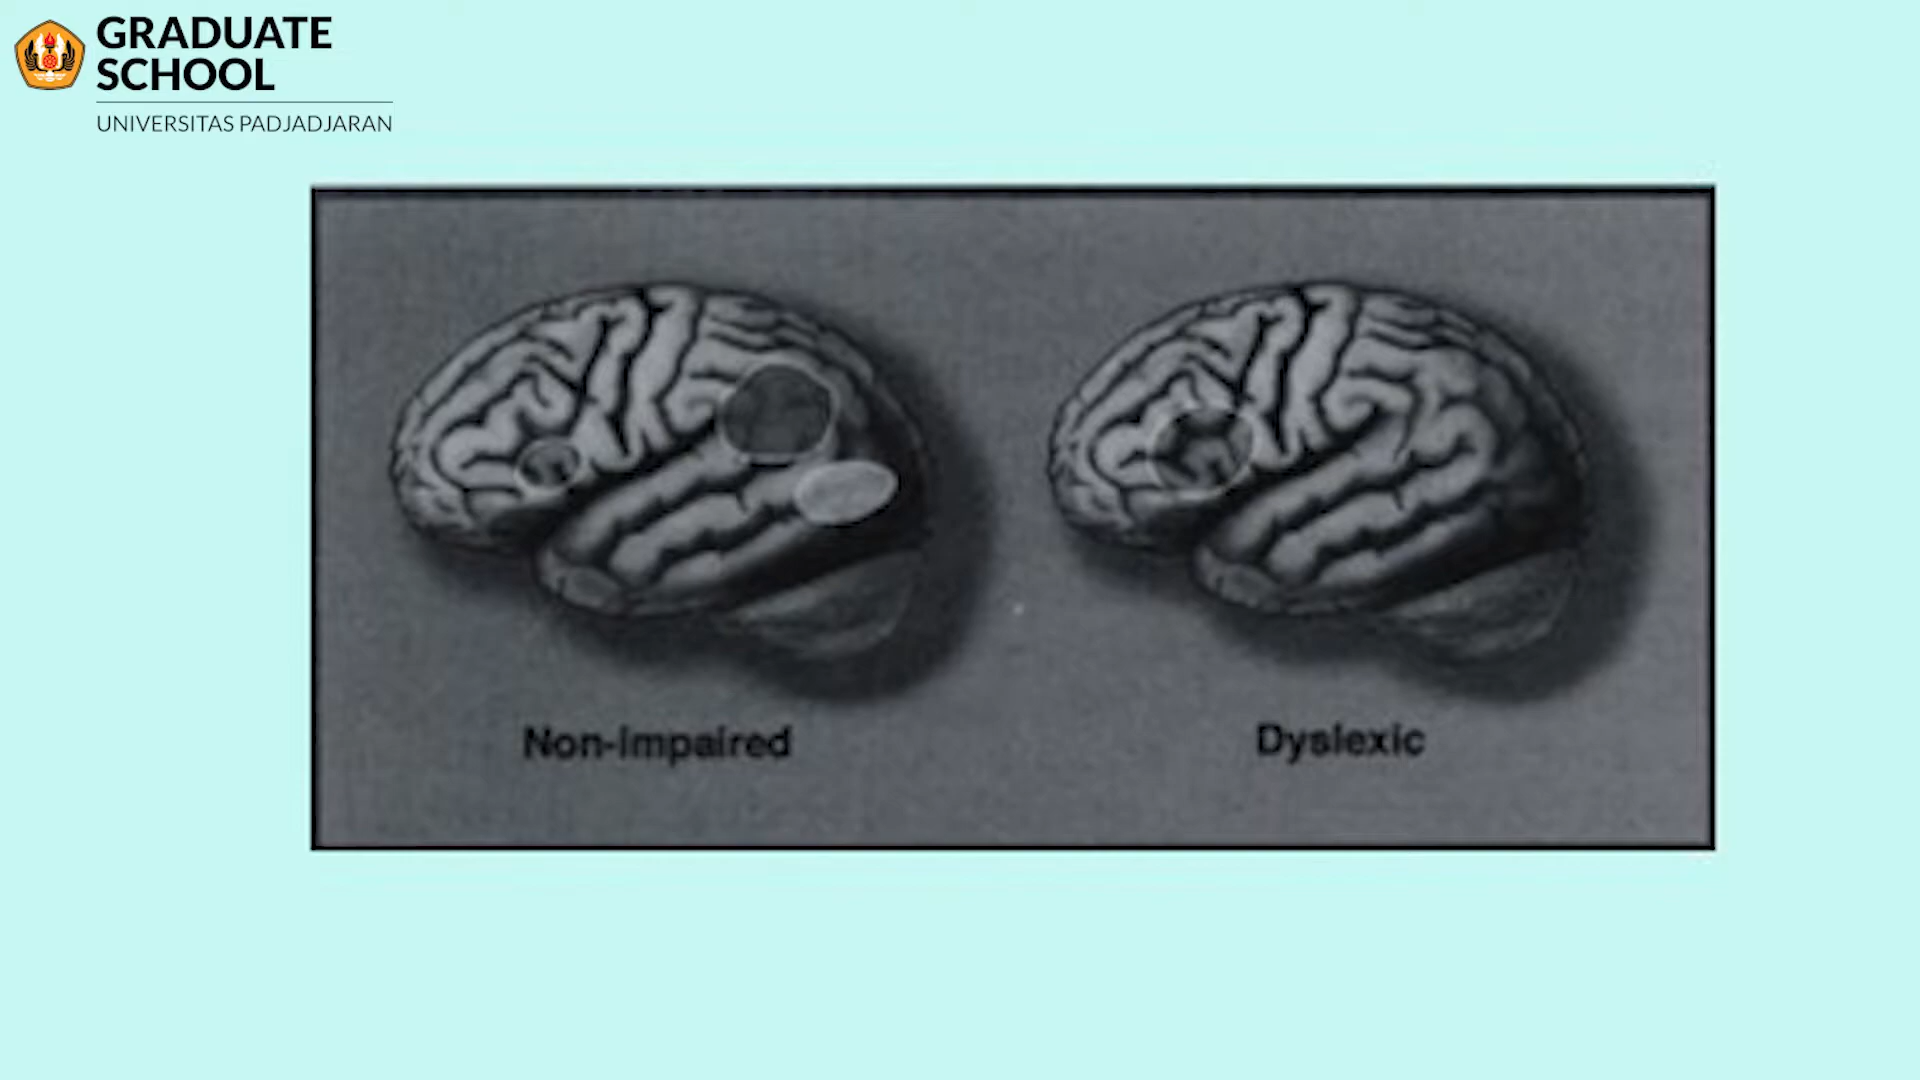 GRADUATE
SCHOOL
UNIVERSITAS PADJADJARAN
Non-impaired
Dyslexic